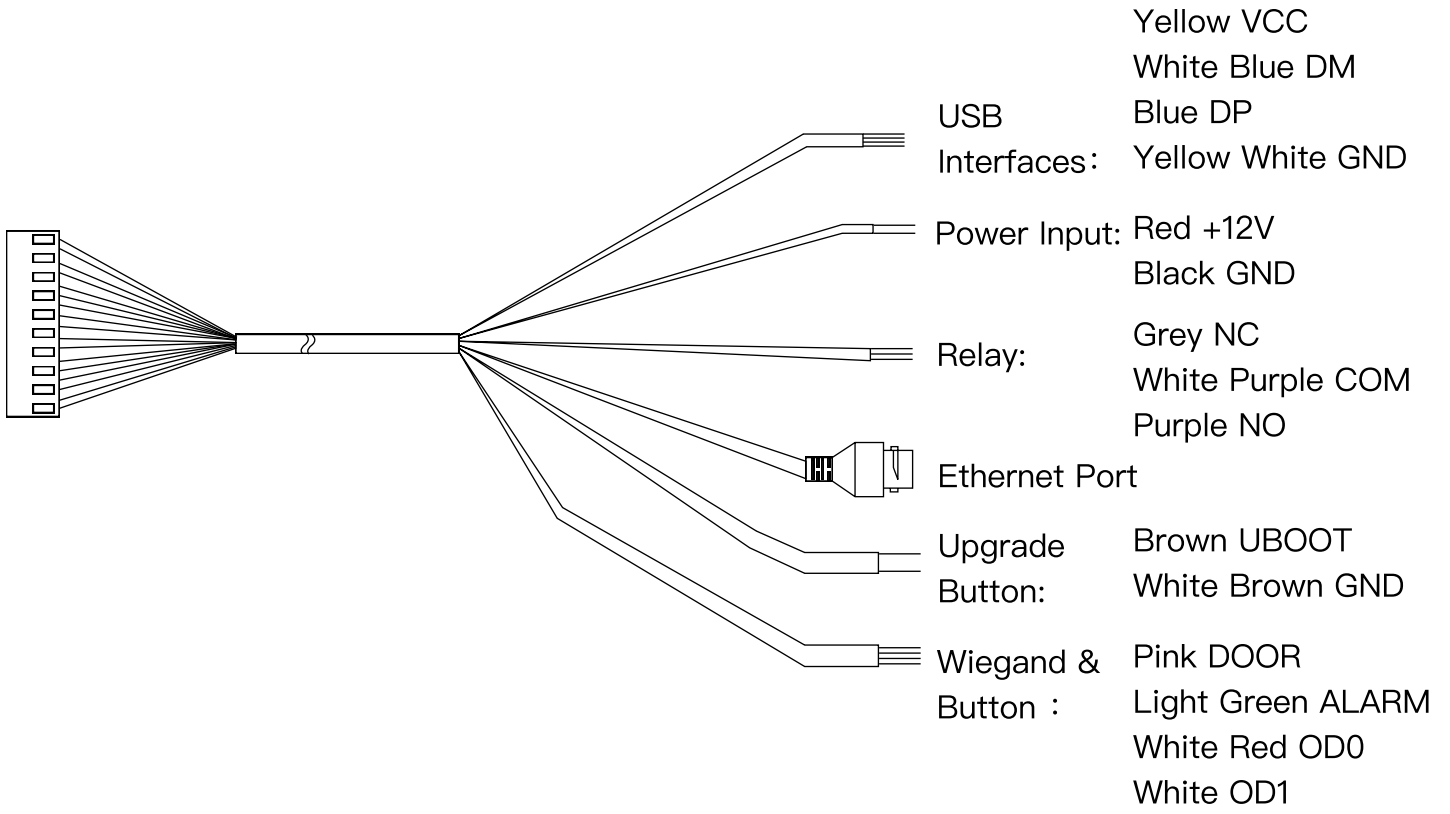 USB
Interfaces：
Yellow VCC
White Blue DM
Blue DP
Yellow White GND
Power Input:
Red +12V
Black GND
Relay:
Grey NC
White Purple COM
Purple NO
Ethernet Port
Upgrade
Button:
Brown UBOOT
White Brown GND
Wiegand &
Button ：
Pink DOOR
Light Green ALARM
White Red OD0
White OD1